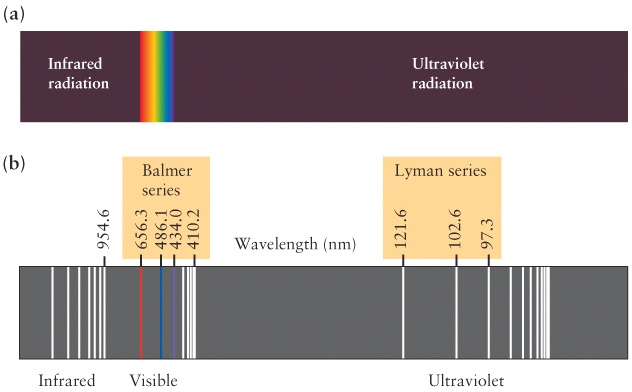 (a)
Infrared
radiation
Ultraviolet
radiation
(b)
Balmer
series
Lyman series
954.6
656.3
486.1
434.0
410.2
Wavelength (nm)
121.6
102.6
97.3
Infrared
Visible
Ultraviolet